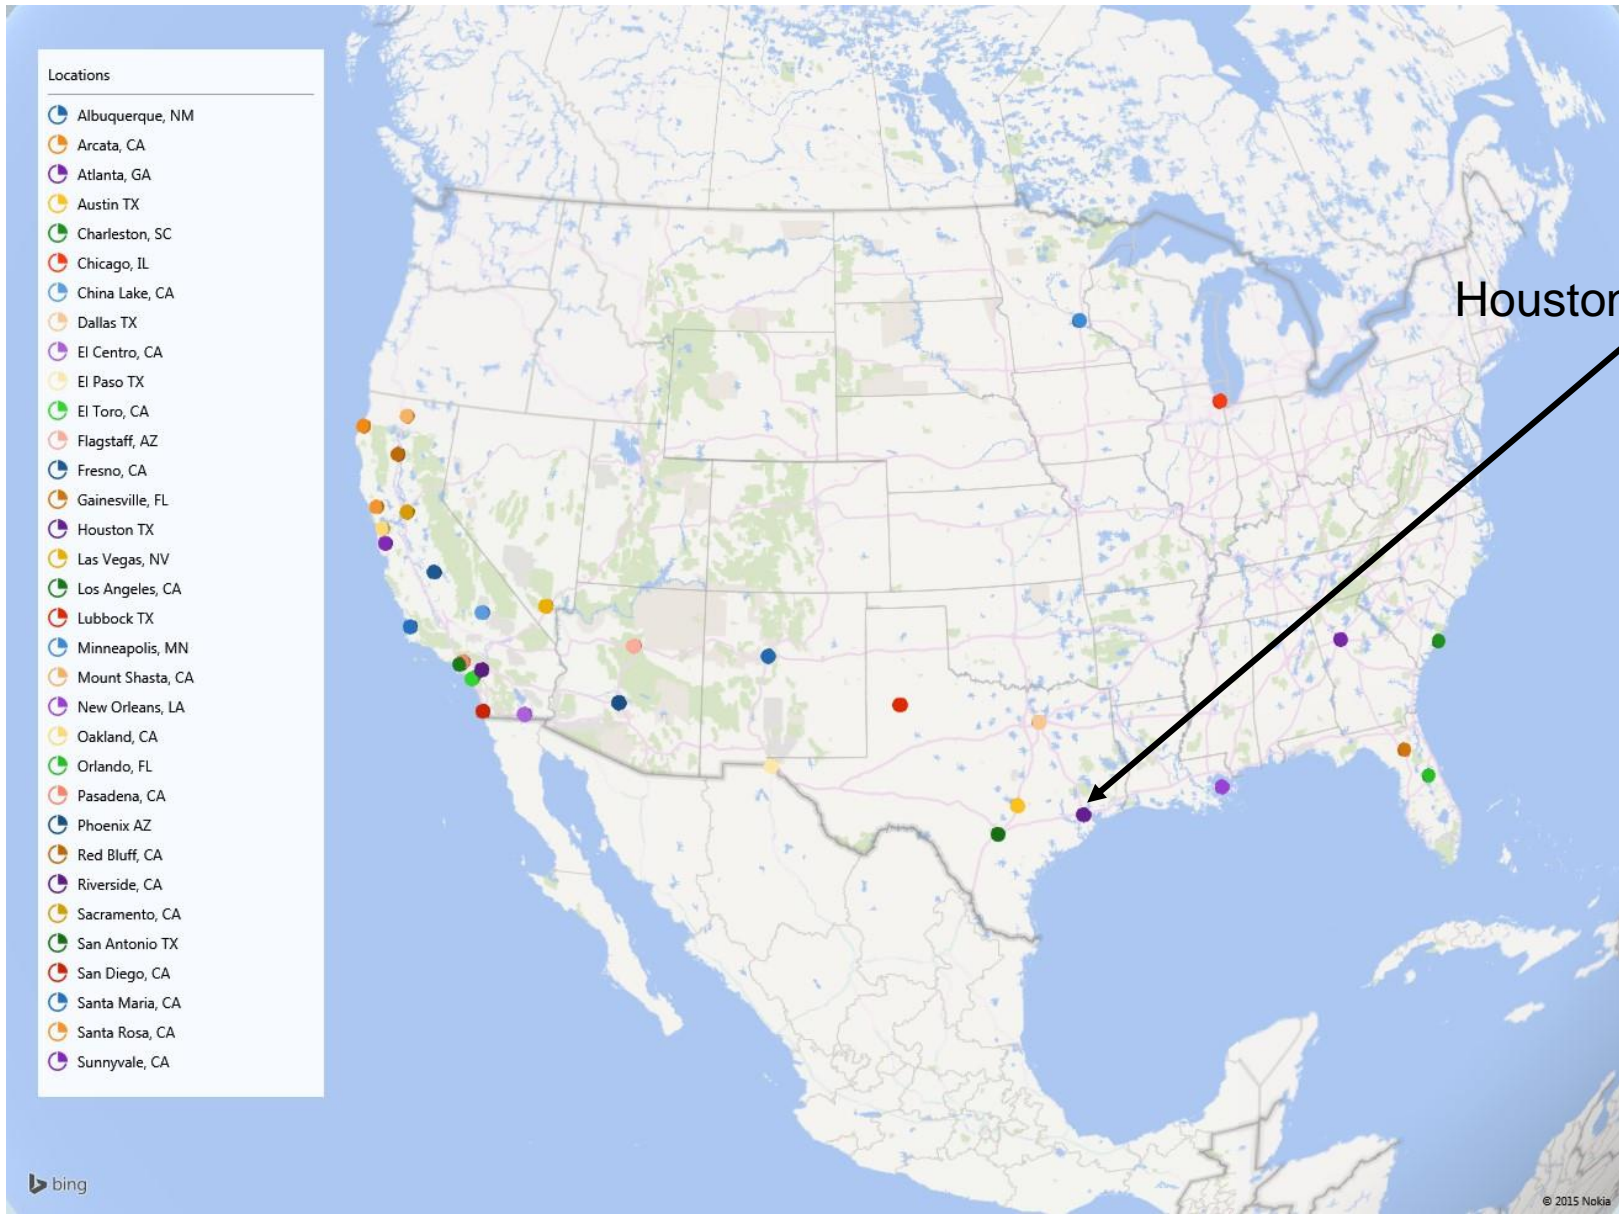 Locations
Albuquerque, NM
Arcata, CA
Atlanta, GA
Austin TX
Charleston, SC
Chicago, IL
China Lake, CA
Dallas TX
El Centro, CA
El Paso TX
El Toro, CA
Flagstaff, AZ
Fresno, CA
Gainesville, FL
Houston TX
Las Vegas, NV
Los Angeles, CA
Lubbock TX
Minneapolis, MN
Mount Shasta, CA
New Orleans, LA
Oakland, CA
Orlando, FL
Pasadena, CA
Phoenix AZ
Red Bluff, CA
Riverside, CA
Sacramento, CA
San Antonio TX
San Diego, CA
Santa Maria, CA
Santa Rosa, CA
Sunnyvale, CA
Houston
bing
© 2015 Nokia